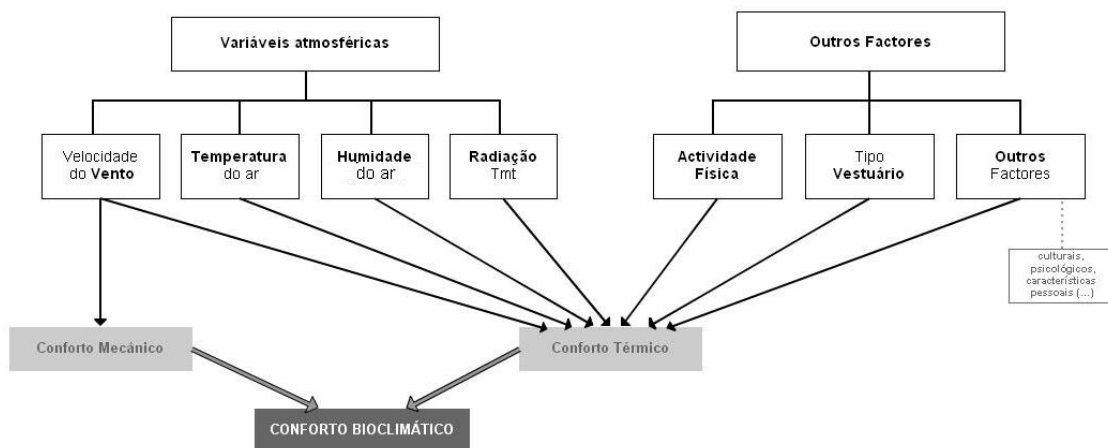 Variáveis atmosféricas
Outros Factores
Velocidade
do Vento
Temperatura
do ar
Humidade
do ar
Radiação
Tmt
Actividade
Física
Tipo
Vestuário
Outros
Factores
culturais,
psicológicos,
características
pessoais (...)
Conforto Mecânico
Conforto Térmico
CONFORTO BIOCLIMÁTICO